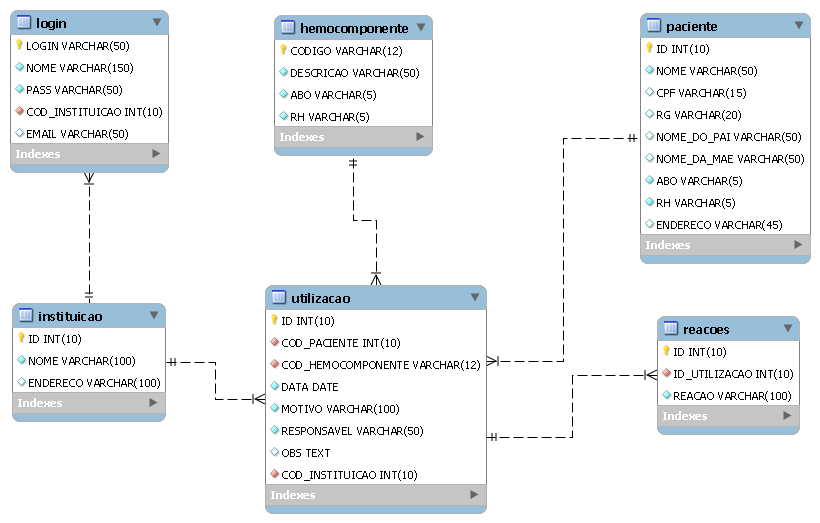 login
LOGIN VARCHAR(50)
NOME VARCHAR(150)
PASS VARCHAR(50)
COD_INSTITUICAO INT(10)
EMAIL VARCHAR(50)
Indexes
hemocomponente
CODIGO VARCHAR(12)
DESCRICAO VARCHAR(50)
ABO VARCHAR(5)
RH VARCHAR(5)
Indexes
paciente
ID INT(10)
NOME VARCHAR(50)
CPF VARCHAR(15)
RG VARCHAR(20)
NOME_DO_PAI VARCHAR(50)
NOME_DA_MAE VARCHAR(50)
ABO VARCHAR(5)
RH VARCHAR(5)
ENDERECO VARCHAR(45)
Indexes
instituicao
ID INT(10)
NOME VARCHAR(100)
ENDERECO VARCHAR(100)
Indexes
utilizacao
ID INT(10)
COD_PACIENTE INT(10)
COD_HEMOCOMPONENTE VARCHAR(12)
DATA DATE
MOTIVO VARCHAR(100)
RESPONSAVEL VARCHAR(50)
OBS TEXT
COD_INSTITUICAO INT(10)
Indexes
reacoes
ID INT(10)
ID_UTILIZACAO INT(10)
REACAO VARCHAR(100)
Indexes